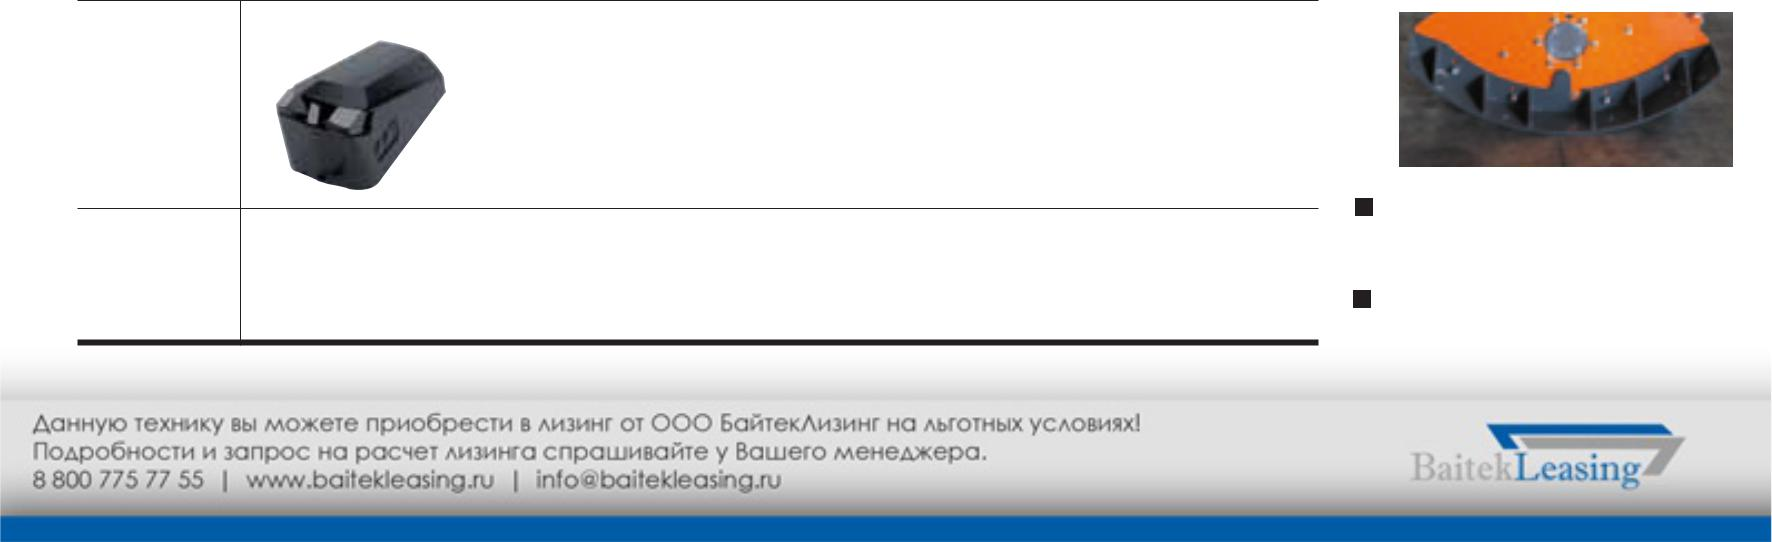 Данную технику вы можете приобрести в лизинг от ООО БайтекЛизинг на льготных условиях!
Подробности и запрос на расчет лизинга спрашивайте у Вашего менеджера.
8 800 775 77 55 | www.baitekleasing.ru | info@baitekleasing.ru
BaitekLeasing